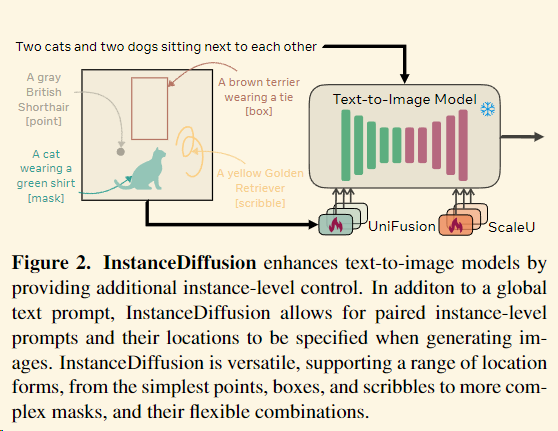 Two cats and two dogs sitting next to each other
A gray
British
Shorthair
[point]
A brown terrier
wearing a tie
[box]
Text-to-Image Model
A cat
wearing a
green shirt
[mask]
A yellow Golden
Retriever
[scribble]
UniFusion
ScaleU
Figure 2. InstanceDiffusion enhances text-to-image models by
providing additional instance-level control. In additon to a global
text prompt, InstanceDiffusion allows for paired instance-level
prompts and their locations to be specified when generating im-
ages. InstanceDiffusion is versatile, supporting a range of location
forms, from the simplest points, boxes, and scribbles to more com-
plex masks, and their flexible combinations.